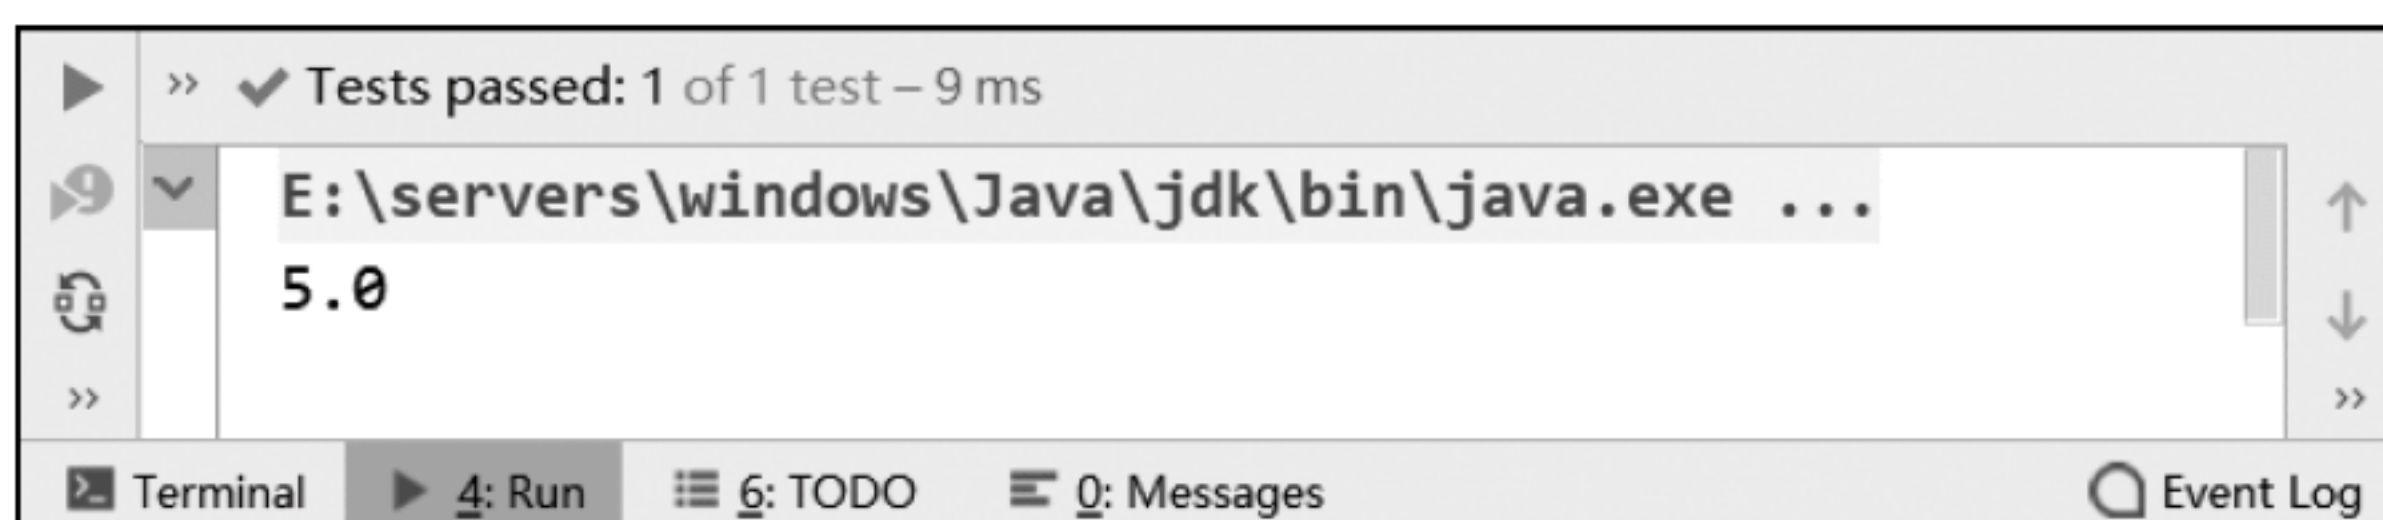 » ✔ Tests passed: 1 of 1 test – 9 ms
E:\servers\windows\Java\jdk\bin\java.exe ...
5.0
Terminal 4: Run 6: TODO 0: Messages Event Log